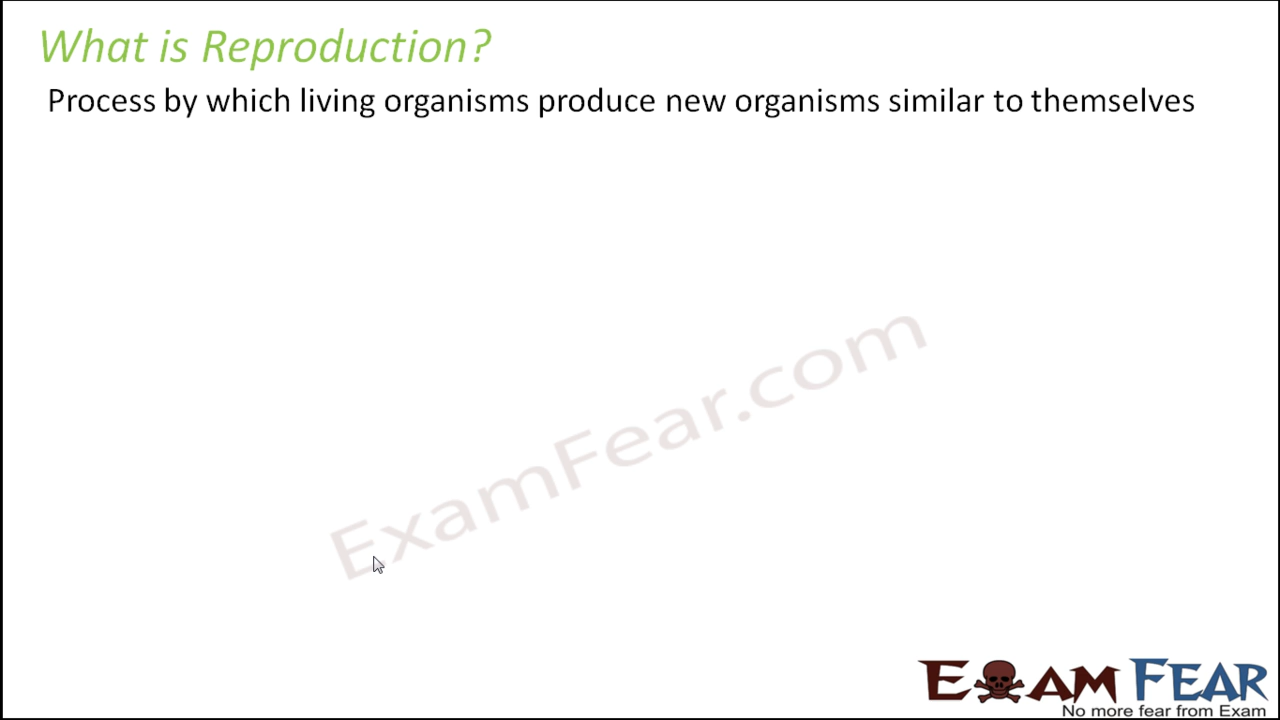 What is Reproduction?
Process by which living organisms produce new organisms similar to themselves
ExamFear.com
EXAM FEAR
No more fear from Exam